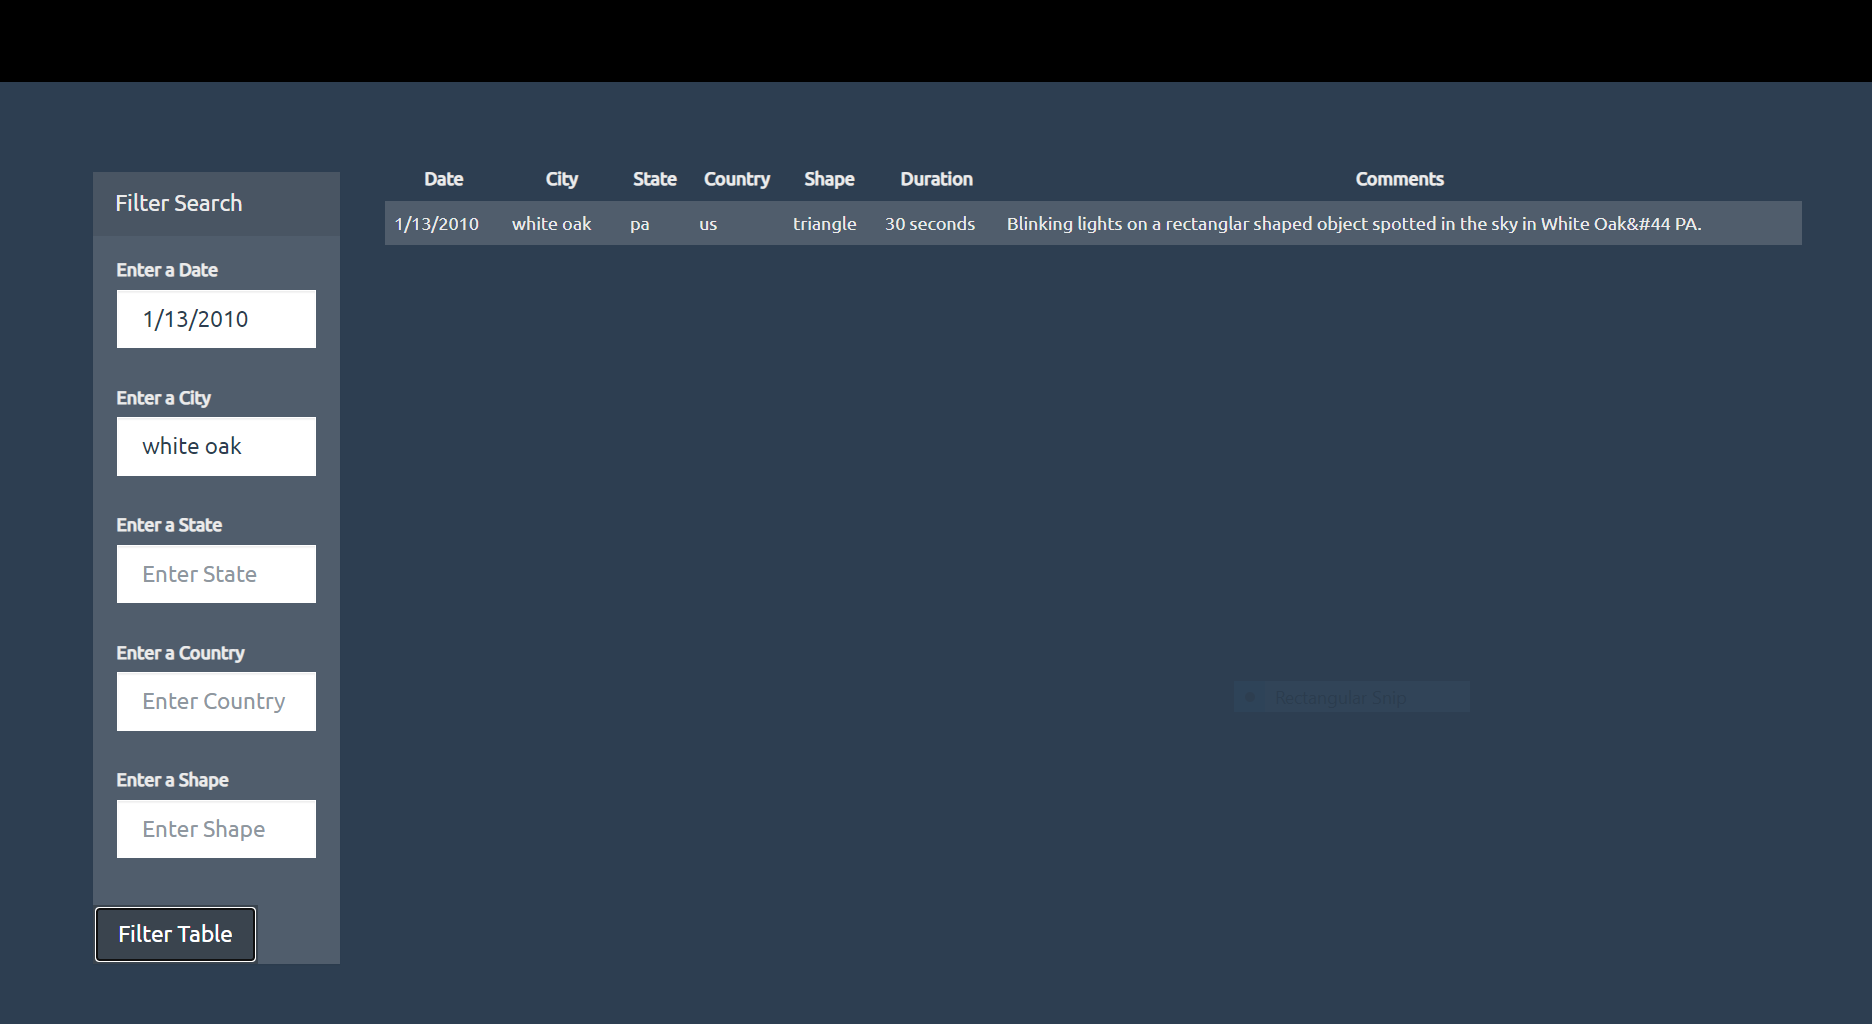 Filter Search
Enter a Date
1/13/2010
Enter a City
white oak
Enter a State
Enter State
Enter a Country
Enter Country
Enter a Shape
Enter Shape
Filter Table
Date City State Country Shape Duration Comments
1/13/2010 white oak pa us triangle 30 seconds Blinking lights on a rectanglar shaped object spotted in the sky in White Oak&#44 PA.
Rectangular Snip